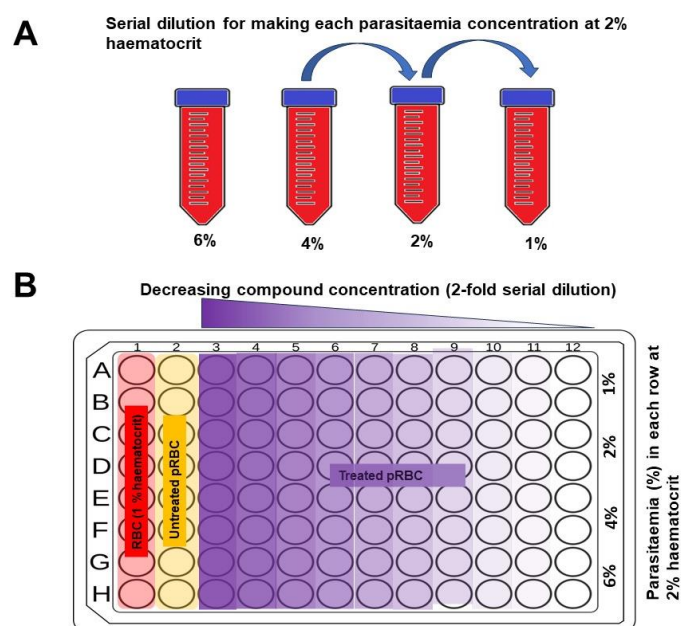 A
Serial dilution for making each parasitaemia concentration at 2%
haematocrit
6%
4%
2%
1%
B
Decreasing compound concentration (2-fold serial dilution)
1 2 3 4 5 6 7 8 9 10 11 12
A
B
C
D
E
F
G
H
RBC (1 % haematocrit)
Untreated pRBC
Treated pRBC
1%
2%
4%
6%
Parasitaemia (%) in each row at
2% haematocrit